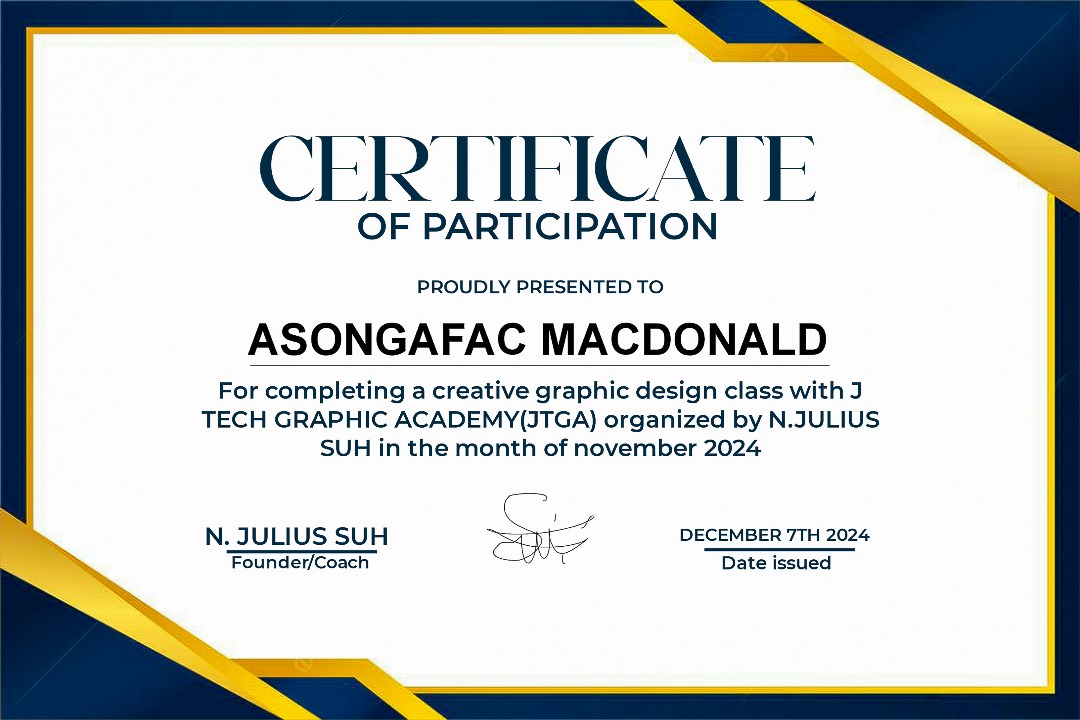 CERTIFICATE
OF PARTICIPATION
PROUDLY PRESENTED TO
ASONGAFAC MACDONALD
For completing a creative graphic design class with J
TECH GRAPHIC ACADEMY(JTGA) organized by N.JULIUS
SUH in the month of november 2024
N. JULIUS SUH
Founder/Coach
DECEMBER 7TH 2024
Date issued